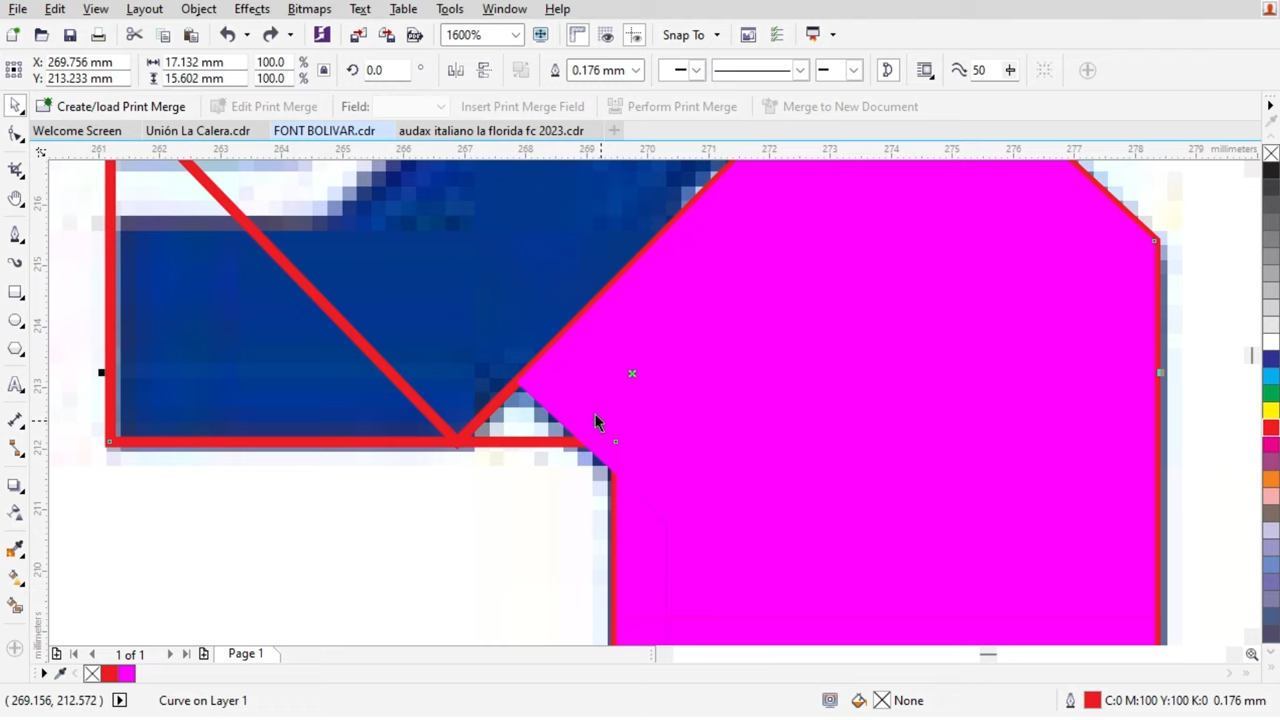 File Edit View Layout Object Effects Bitmaps Text Table Tools Window Help
1600% Snap To
X: 269.756 mm 17.132 mm 100.0 % 0.0 ° 0.176 mm 50
Y: 213.233 mm 15.602 mm 100.0 %
Create/load Print Merge Edit Print Merge Field: Insert Print Merge Field Perform Print Merge Merge to New Document
Welcome Screen Unión La Calera.cdr FONT BOLIVAR.cdr audax italiano la florida fc 2023.cdr
261 262 263 264 265 266 267 268 269 270 271 272 273 274 275 276 277 278 279 millimeters
216
215
214
213
212
211
210
millimeters
1 of 1 Page 1
( 269.156, 212.572 ) Curve on Layer 1 None C:0 M:100 Y:100 K:0 0.176 mm